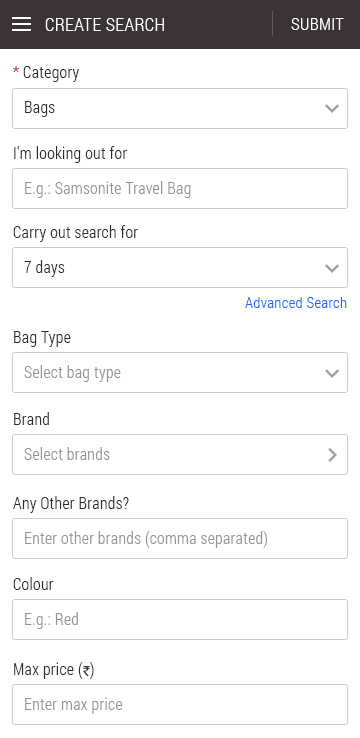 CREATE SEARCH SUBMIT
* Category
Bags
I'm looking out for
E.g.: Samsonite Travel Bag
Carry out search for
7 days
Advanced Search
Bag Type
Select bag type
Brand
Select brands
Any Other Brands?
Enter other brands (comma separated)
Colour
E.g.: Red
Max price (₹)
Enter max price